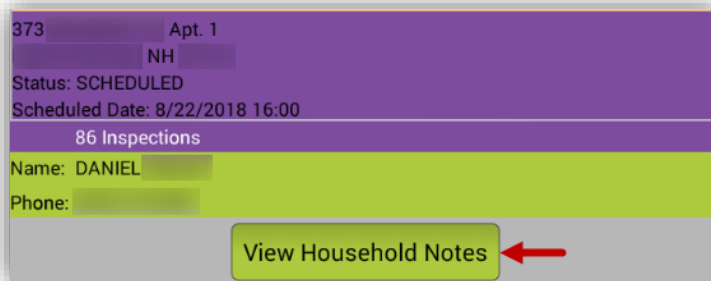 373 Apt. 1
NH
Status: SCHEDULED
Scheduled Date: 8/22/2018 16:00
86 Inspections
Name: DANIEL
Phone:
View Household Notes